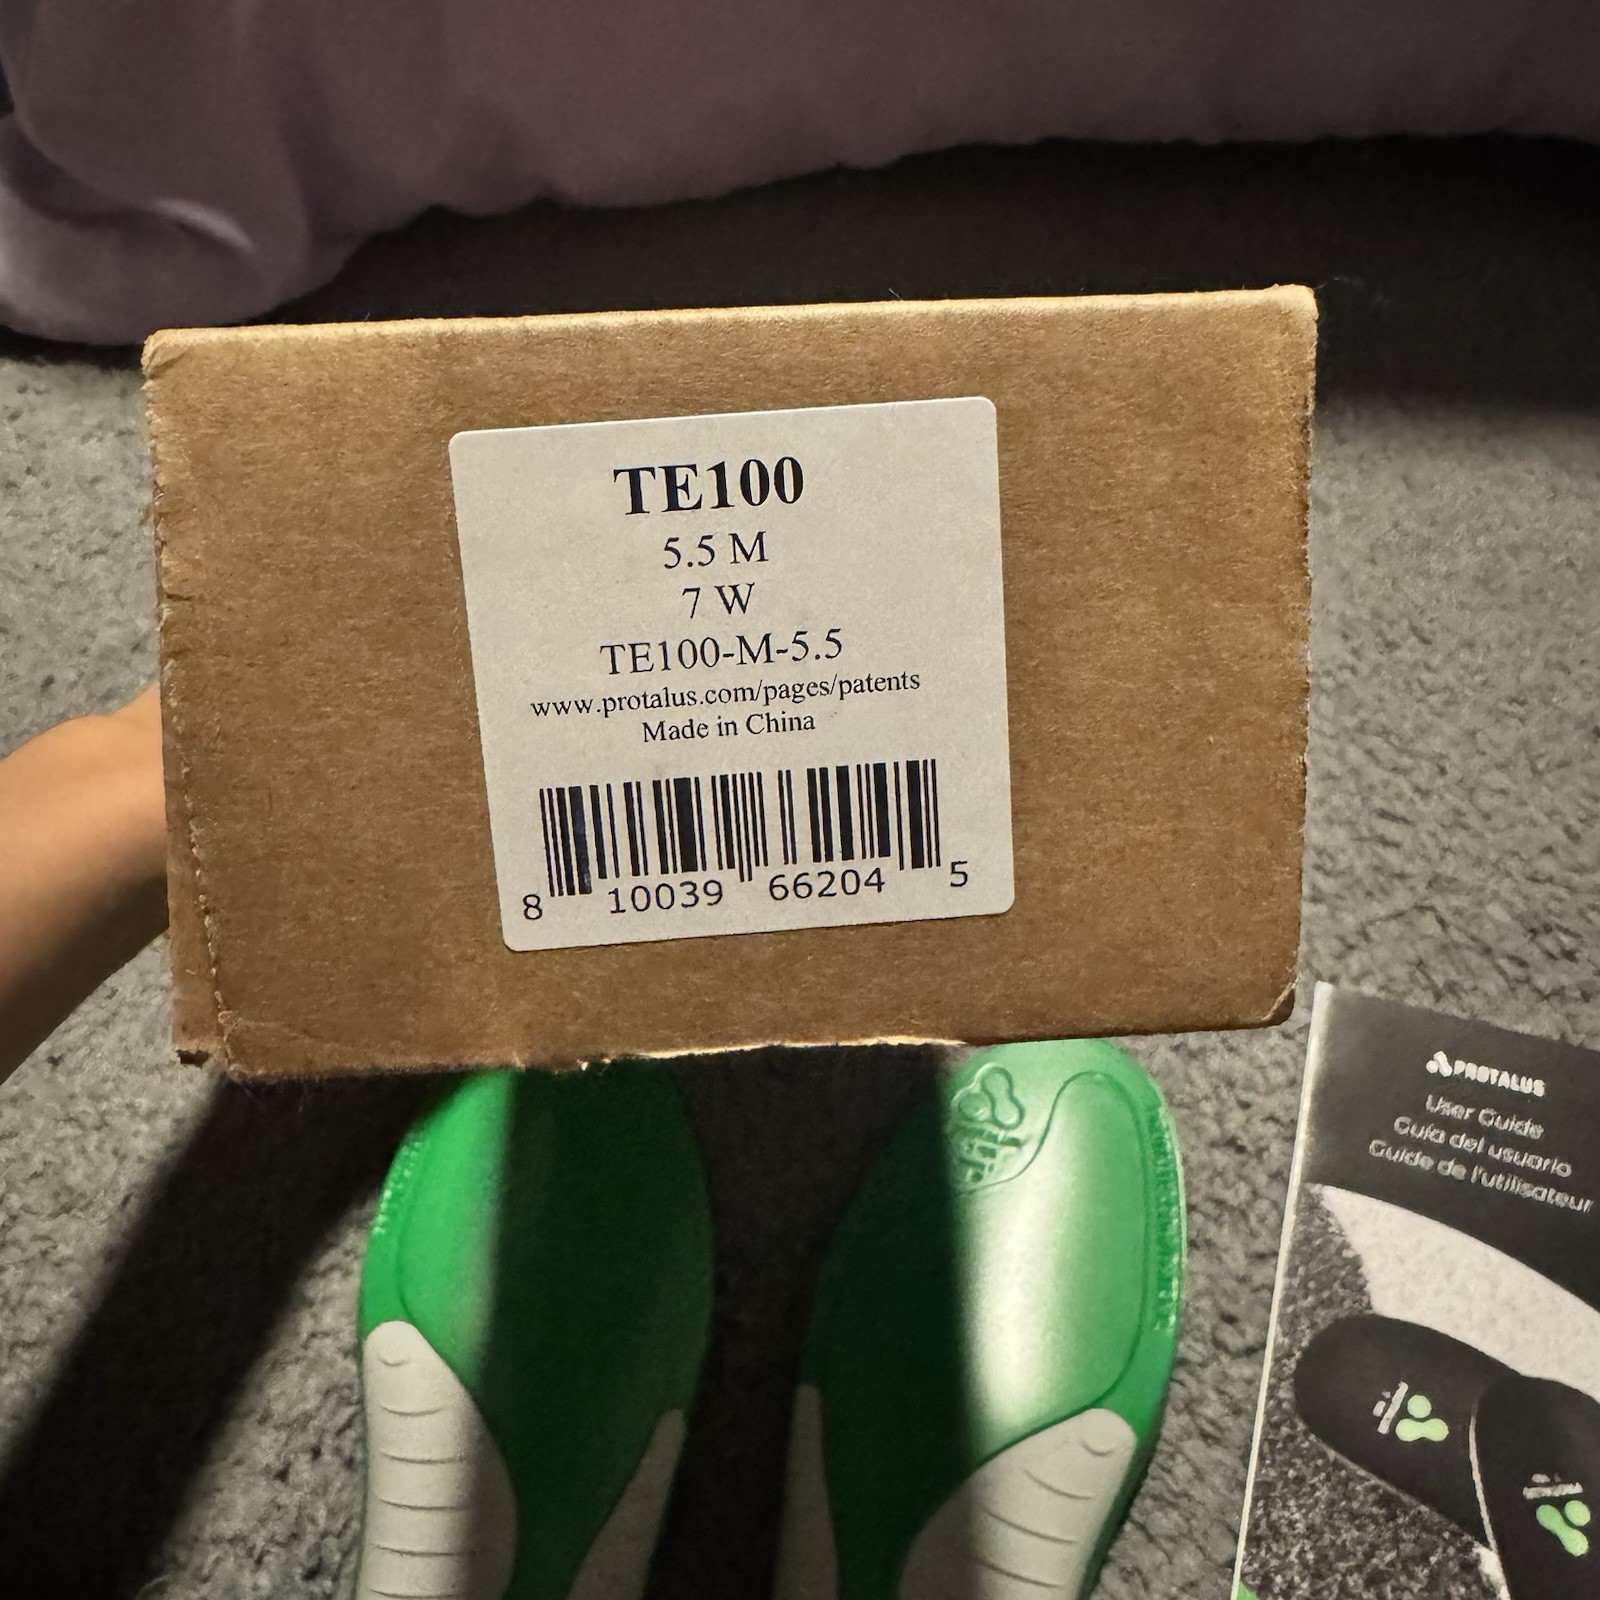 TE100
5.5 M
7 W
TE100-M-5.5
www.protalus.com/pages/patents
Made in China
8 10039 66204 5
PROTALUS
User Guide
Guía del usuario
Guide de l'utilisateur